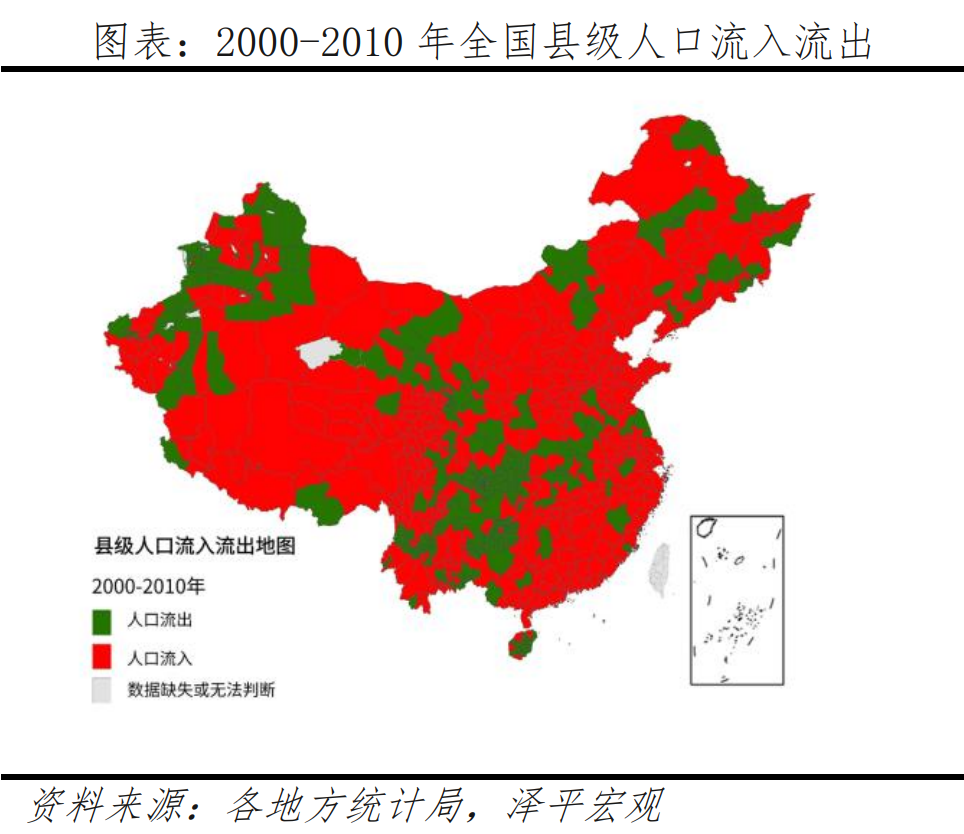 图表：2000-2010 年全国县级人口流入流出
县级人口流入流出地图
2000-2010年
人口流出
人口流入
数据缺失或无法判断
资料来源：各地方统计局，泽平宏观